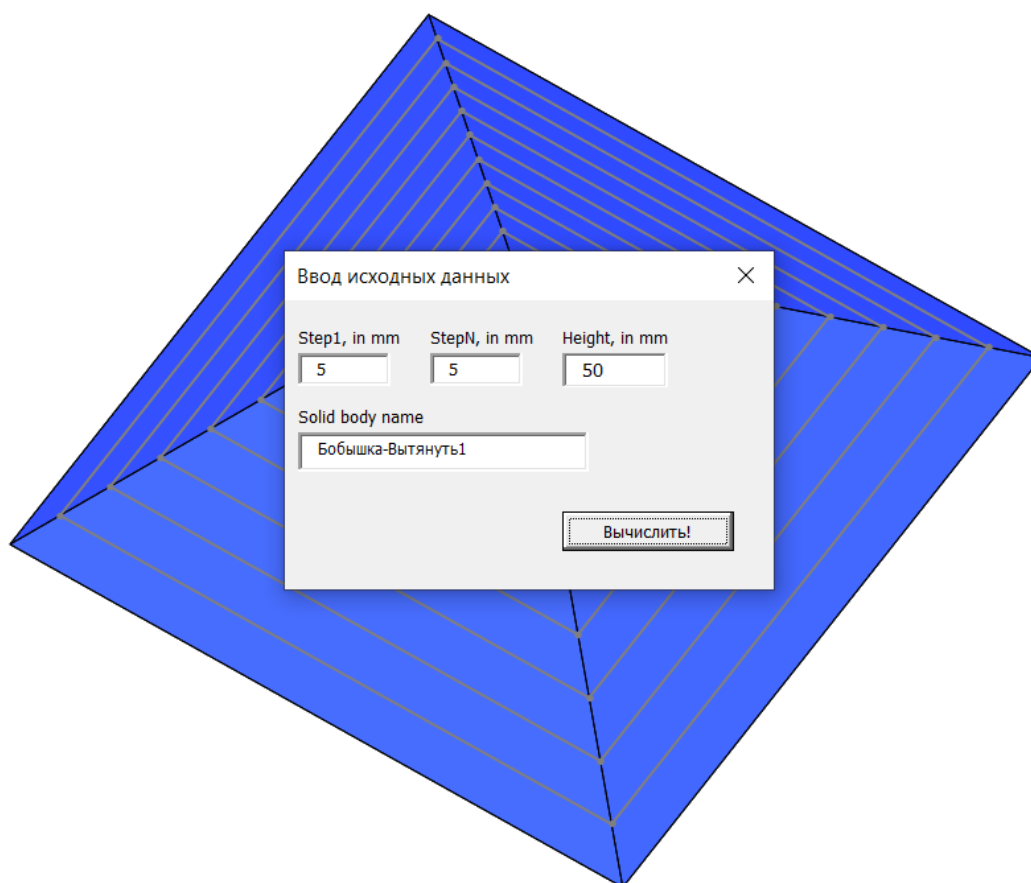 Ввод исходных данных
Step1, in mm StepN, in mm Height, in mm
5 5 50
Solid body name
Бобышка-Вытянуть1
Вычислить!